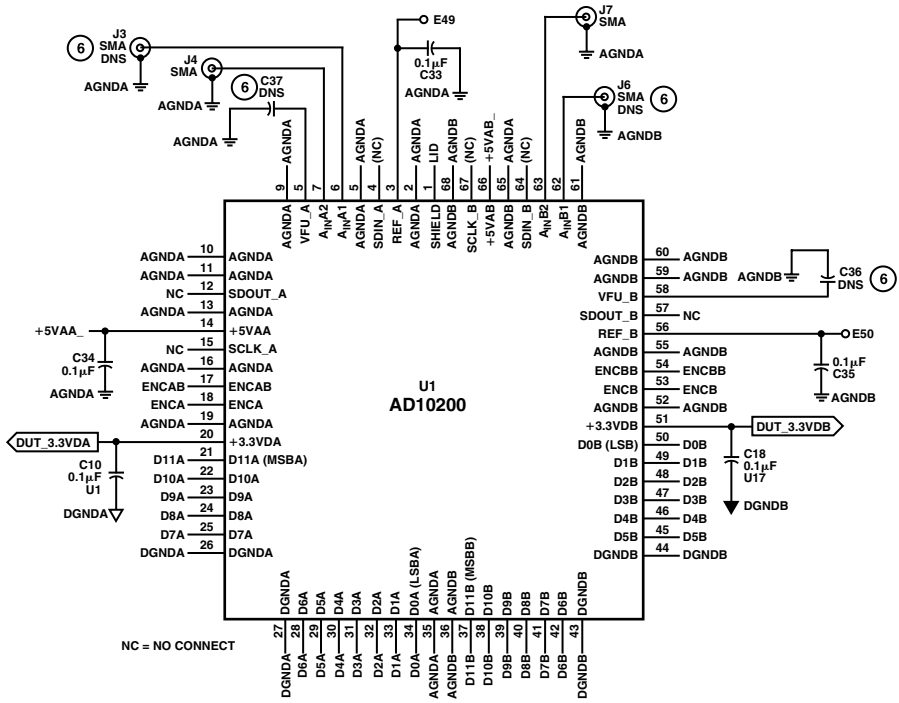 E49
J7
SMA
AGNDA
J3
SMA
DNS
6
AGNDA
J4
SMA
AGNDA
6
C37
DNS
AGNDA
0.1µF
C33
AGNDA
J6
SMA
DNS
6
AGNDB
AGNDA
AGNDA
(NC)
AGNDA
LID
AGNDB
(NC)
+5VAB_
AGNDA
(NC)
AGNDB
9
5
7
6
5
4
3
2
1
68
67
66
65
64
63
62
61
AGNDA
VFU_A
AINA2
AINA1
AGNDA
SDIN_A
REF_A
AGNDA
SHIELD
AGNDB
SCLK_B
+5VAB
AGNDB
SDIN_B
AINB2
AINB1
AGNDB
AGNDA 10 AGNDA
AGNDA 11 AGNDA
NC 12 SDOUT_A
AGNDA 13 AGNDA
+5VAA_ 14 +5VAA
NC 15 SCLK_A
AGNDA 16 AGNDA
ENCAB 17 ENCAB
ENCA 18 ENCA
AGNDA 19 AGNDA
DUT_3.3VDA 20 +3.3VDA
D11A 21 D11A (MSBA)
D10A 22 D10A
D9A 23 D9A
D8A 24 D8A
D7A 25 D7A
DGNDA 26 DGNDA
C34
0.1µF
AGNDA
C10
0.1µF
U1
DGNDA
U1
AD10200
AGNDB 60 AGNDB
AGNDB 59 AGNDB
VFU_B 58
SDOUT_B 57 NC
REF_B 56 E50
AGNDB 55 AGNDB
ENCBB 54 ENCBB
ENCB 53 ENCB
AGNDB 52 AGNDB
+3.3VDB 51 DUT_3.3VDB
D0B (LSB) 50 D0B
D1B 49 D1B
D2B 48 D2B
D3B 47 D3B
D4B 46 D4B
D5B 45 D5B
DGNDB 44 DGNDB
AGNDB
C36
DNS
6
0.1µF
C35
AGNDB
C18
0.1µF
U17
DGNDB
DGNDA
D6A
D5A
D4A
D3A
D2A
D1A
D0A (LSBA)
AGNDA
AGNDB
D11B (MSBB)
D10B
D9B
D8B
D7B
D6B
DGNDB
27
28
29
30
31
32
33
34
35
36
37
38
39
40
41
42
43
DGNDA
D6A
D5A
D4A
D3A
D2A
D1A
D0A
AGNDA
AGNDB
D11B
D10B
D9B
D8B
D7B
D6B
DGNDB
NC = NO CONNECT